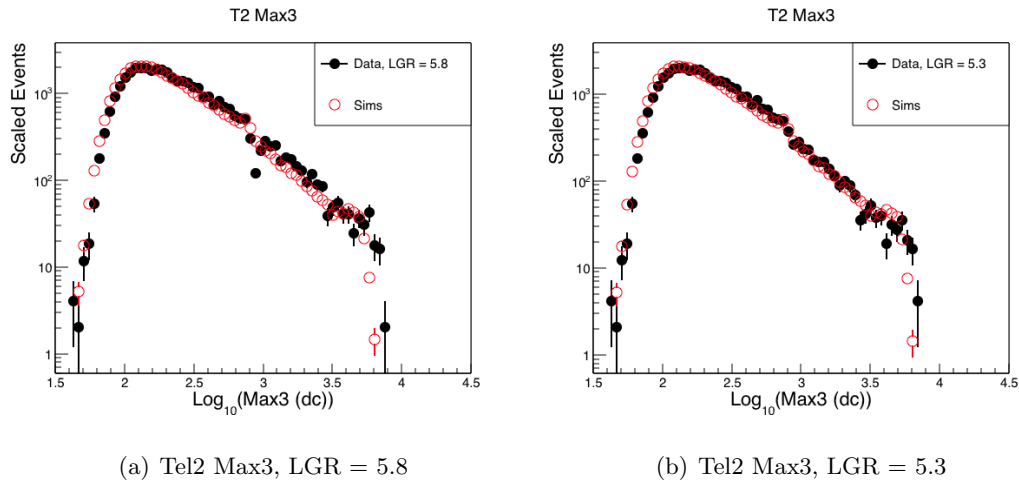 T2 Max3
Scaled Events
10³
10²
10
1
Data, LGR = 5.8
Sims
1.5 2 2.5 3 3.5 4 4.5
Log₁₀(Max3 (dc))
(a) Tel2 Max3, LGR = 5.8
T2 Max3
Scaled Events
10³
10²
10
1
Data, LGR = 5.3
Sims
1.5 2 2.5 3 3.5 4 4.5
Log₁₀(Max3 (dc))
(b) Tel2 Max3, LGR = 5.3